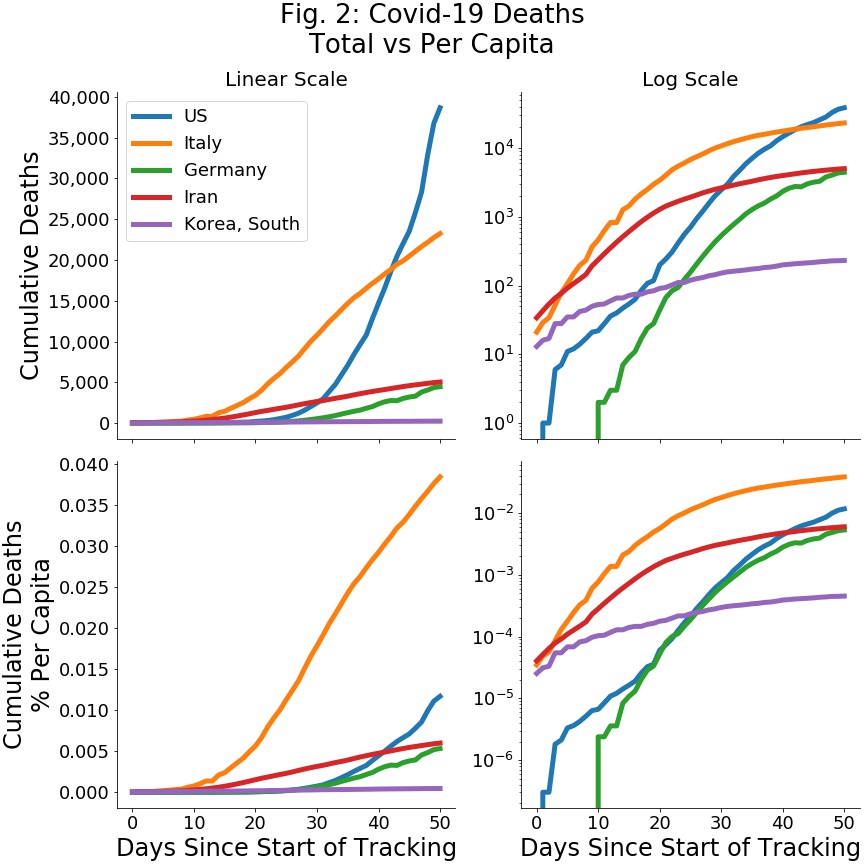 Fig. 2: Covid-19 Deaths
Total vs Per Capita
Linear Scale
Log Scale
Cumulative Deaths
40,000
35,000
30,000
25,000
20,000
15,000
10,000
5,000
0
US
Italy
Germany
Iran
Korea, South
10⁴
10³
10²
10¹
10⁰
Cumulative Deaths
% Per Capita
0.040
0.035
0.030
0.025
0.020
0.015
0.010
0.005
0.000
10⁻²
10⁻³
10⁻⁴
10⁻⁵
10⁻⁶
0 10 20 30 40 50
0 10 20 30 40 50
Days Since Start of Tracking
Days Since Start of Tracking